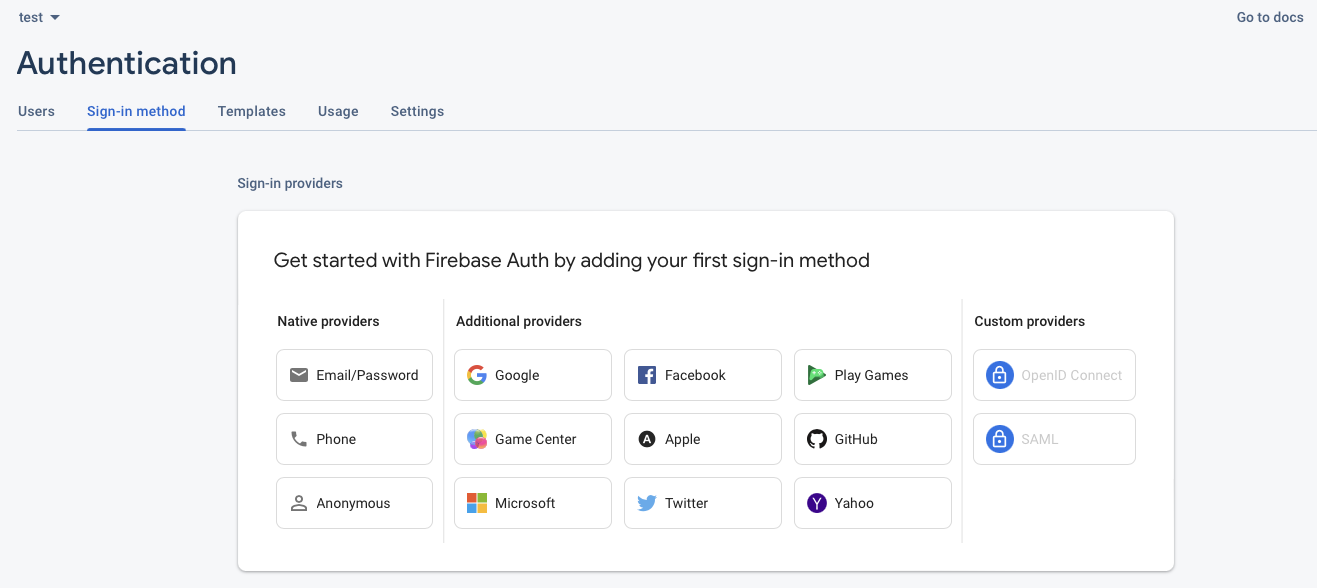 test
Go to docs
Authentication
Users Sign-in method Templates Usage Settings
Sign-in providers
Get started with Firebase Auth by adding your first sign-in method
Native providers
Email/Password
Phone
Anonymous
Additional providers
Google Facebook Play Games
Game Center Apple GitHub
Microsoft Twitter Yahoo
Custom providers
OpenID Connect
SAML